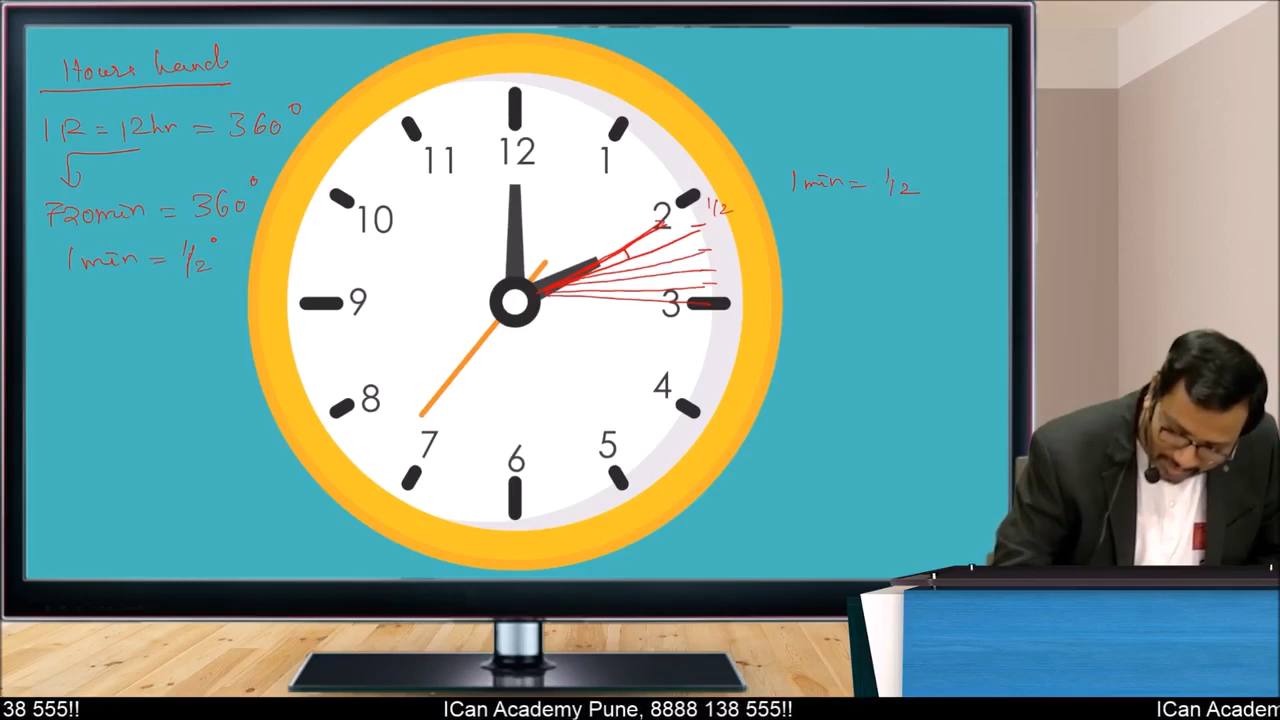 Hours hand
1R = 12hr = 360°
720min = 360°
1min = 1/2°
12
1
2
3
4
5
6
7
8
9
10
11
1/2
1min = 1/2
38 555!!
ICan Academy Pune, 8888 138 555!!
ICan Academ